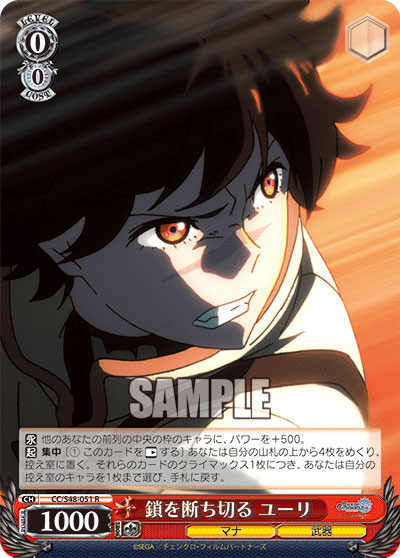 LEVEL
0
0
COST
SAMPLE
永 他のあなたの前列の中央の枠のキャラに、パワーを+500。
起 集中 [① このカードを する] あなたは自分の山札の上から4枚をめくり、
控え室に置く。それらのカードのクライマックス1枚につき、あなたは自分の
控え室のキャラを1枚まで選び、手札に戻す。
CH CC/S48-051 R
1000
鎖を断ち切る ユーリ
マナ 武器
©SEGA／チェンクロ・フィルムパートナーズ